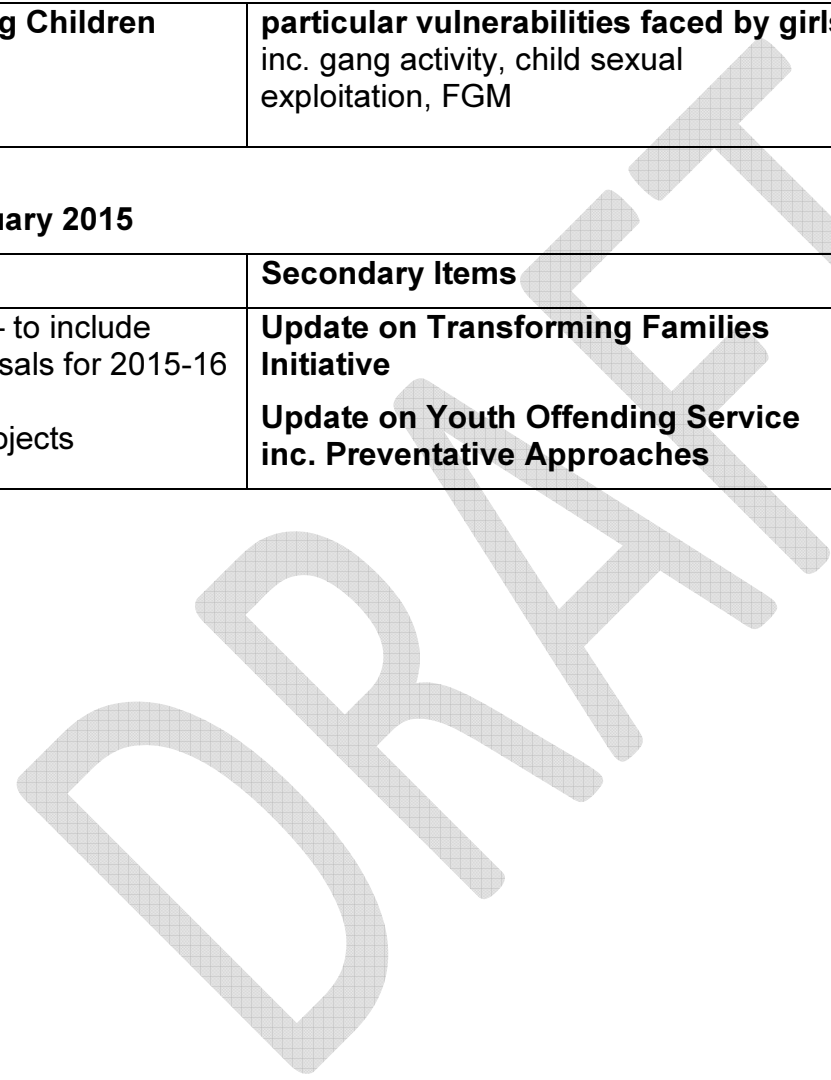 g Children
particular vulnerabilities faced by girls
inc. gang activity, child sexual
exploitation, FGM
uary 2015
Secondary Items
– to include
sals for 2015-16
ojects
Update on Transforming Families
Initiative
Update on Youth Offending Service
inc. Preventative Approaches
DRAFT